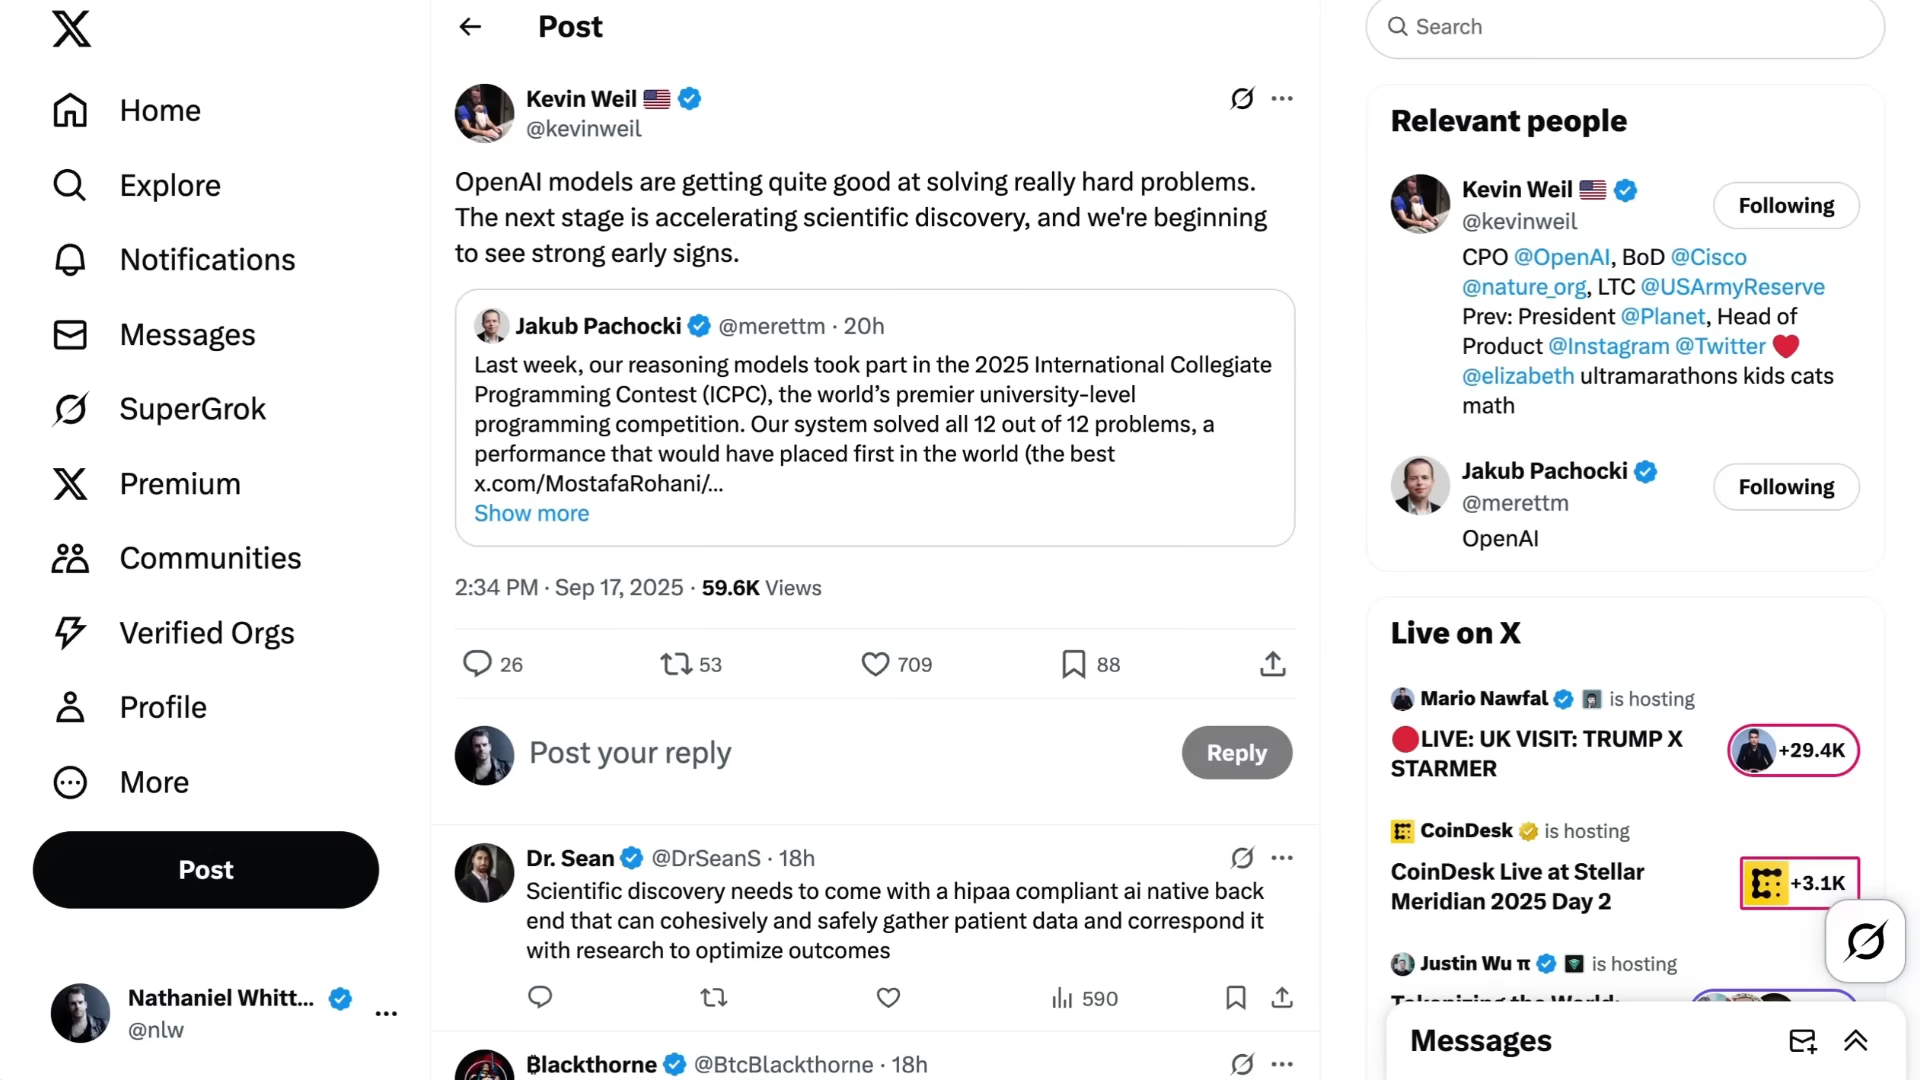 Home
Explore
Notifications
Messages
SuperGrok
Premium
Communities
Verified Orgs
Profile
More
Post
Nathaniel Whitt...
@nlw
Post
Kevin Weil
@kevinweil
OpenAI models are getting quite good at solving really hard problems.
The next stage is accelerating scientific discovery, and we're beginning
to see strong early signs.
Jakub Pachocki @merettm · 20h
Last week, our reasoning models took part in the 2025 International Collegiate
Programming Contest (ICPC), the world’s premier university-level
programming competition. Our system solved all 12 out of 12 problems, a
performance that would have placed first in the world (the best
x.com/MostafaRohani/...
Show more
2:34 PM · Sep 17, 2025 · 59.6K Views
26
53
709
88
Post your reply
Reply
Dr. Sean @DrSeanS · 18h
Scientific discovery needs to come with a hipaa compliant ai native back
end that can cohesively and safely gather patient data and correspond it
with research to optimize outcomes
590
₿lackthorne @BtcBlackthorne · 18h
Search
Relevant people
Kevin Weil
@kevinweil
Following
CPO @OpenAI, BoD @Cisco
@nature_org, LTC @USArmyReserve
Prev: President @Planet, Head of
Product @Instagram @Twitter
@elizabeth ultramarathons kids cats
math
Jakub Pachocki
@merettm
Following
OpenAI
Live on X
Mario Nawfal is hosting
LIVE: UK VISIT: TRUMP X
STARMER
+29.4K
CoinDesk is hosting
CoinDesk Live at Stellar
Meridian 2025 Day 2
+3.1K
Justin Wu π is hosting
Tokenizing the World:
Messages